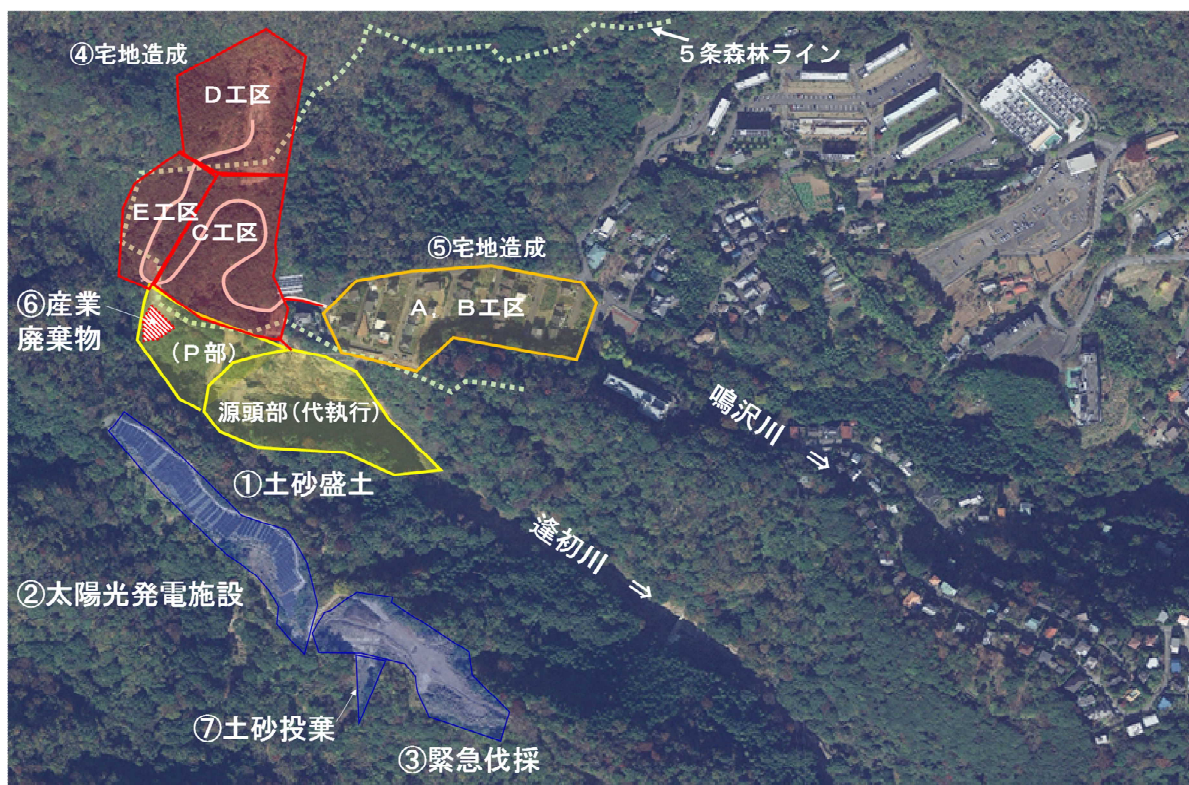 ④宅地造成
5条森林ライン
D工区
E工区
C工区
⑤宅地造成
A，B工区
⑥産業
廃棄物
(P部)
源頭部(代執行)
鳴沢川
⇒
①土砂盛土
逢初川
⇒
②太陽光発電施設
⑦土砂投棄
③緊急伐採